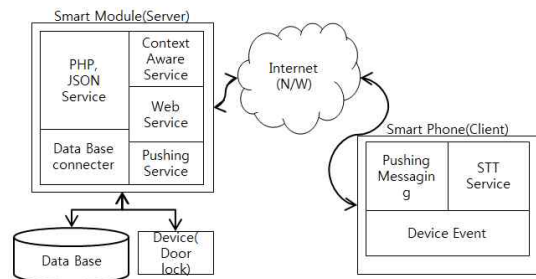 Smart Module(Server)
PHP,
JSON
Service
Context
Aware
Service
Web
Service
Data Base
connecter
Pushing
Service
Data Base
Device(
Door
lock)
Internet
(N/W)
Smart Phone(Client)
Pushing
Messagin
g
STT
Service
Device Event